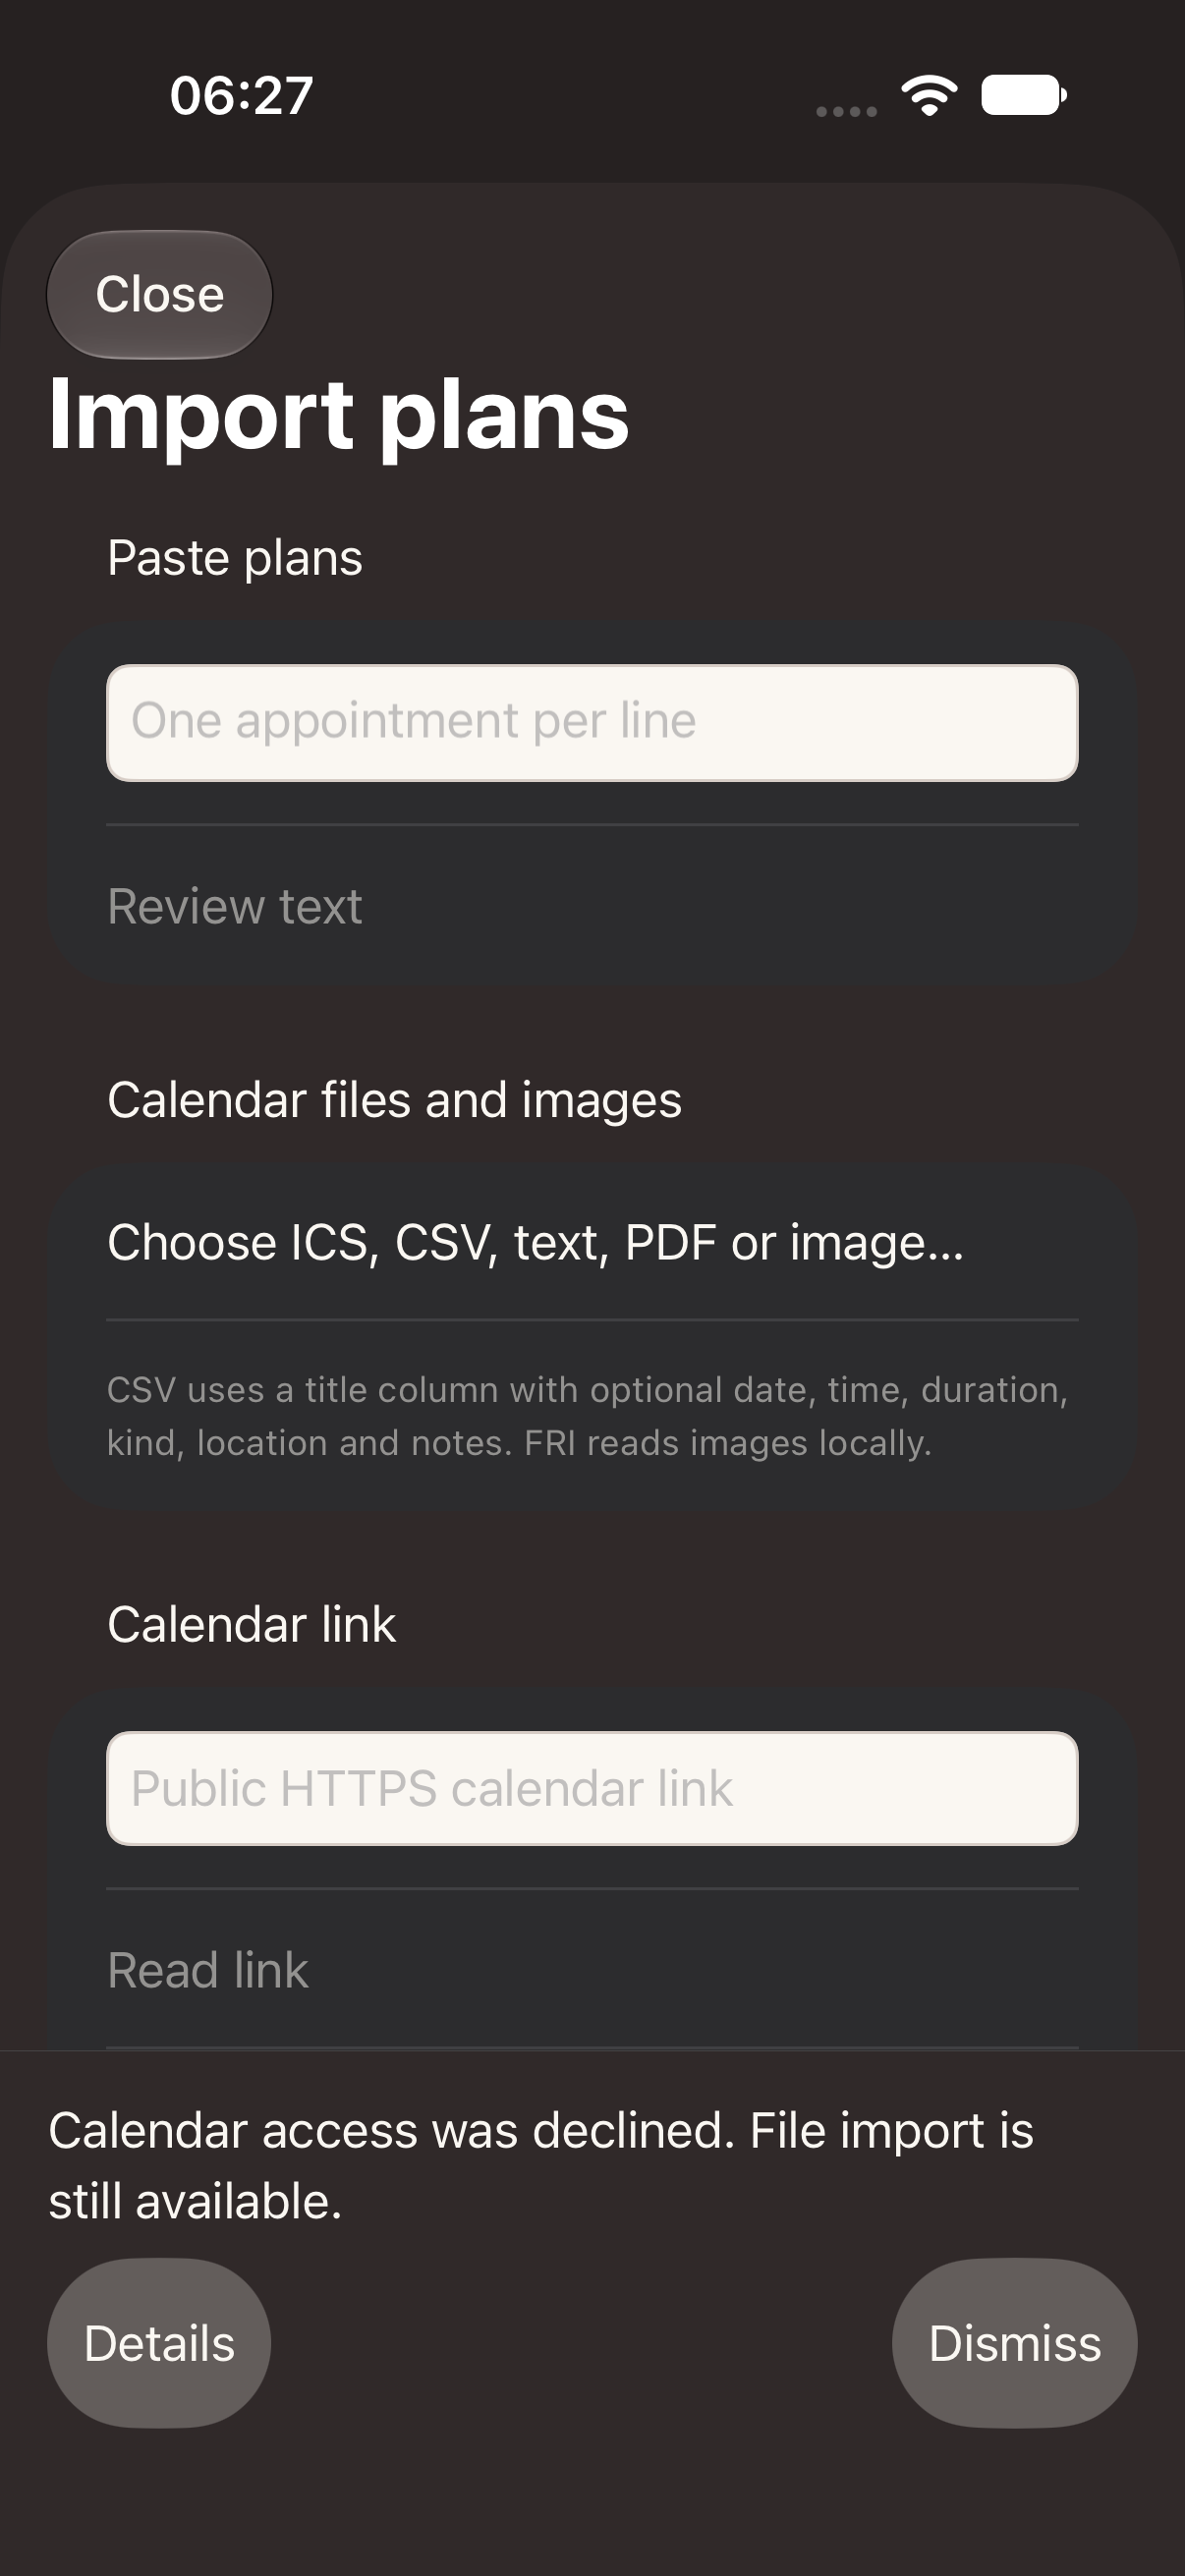 06:27
Close
Import plans
Paste plans
One appointment per line
Review text
Calendar files and images
Choose ICS, CSV, text, PDF or image...
CSV uses a title column with optional date, time, duration,
kind, location and notes. FRI reads images locally.
Calendar link
Public HTTPS calendar link
Read link
Calendar access was declined. File import is
still available.
Details
Dismiss